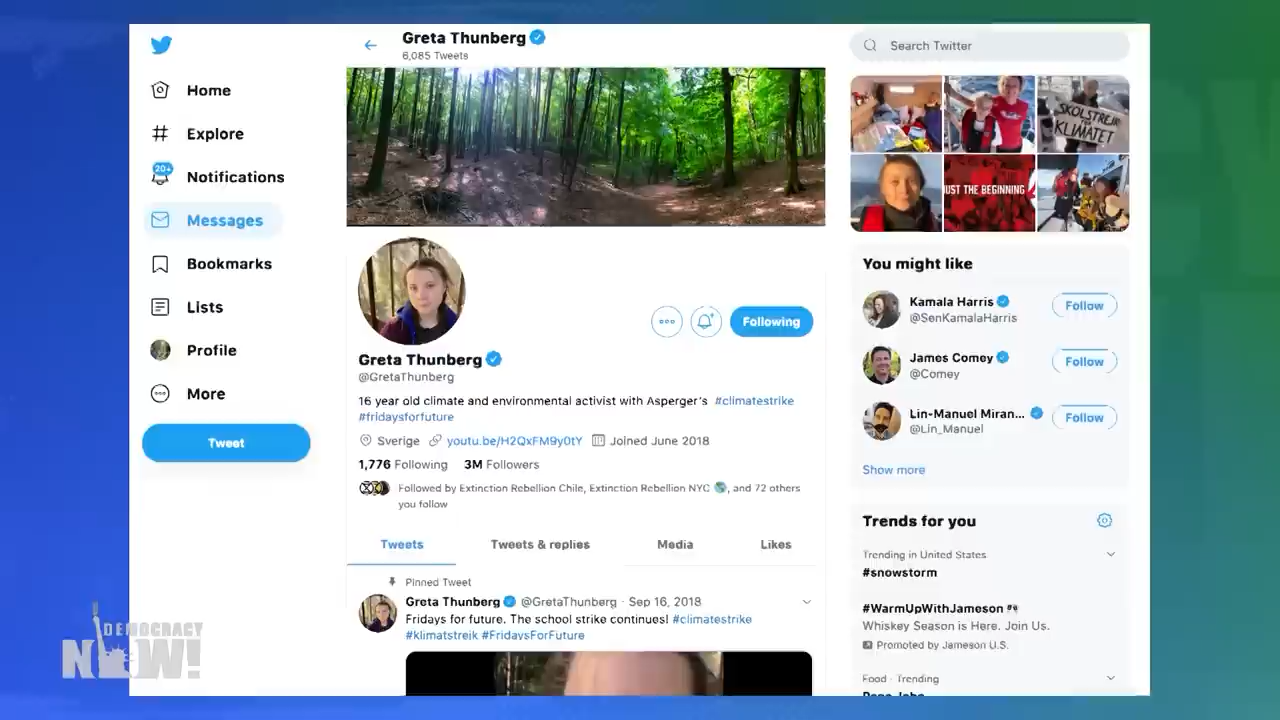 Greta Thunberg
6,085 Tweets
Search Twitter
Home
Explore
20+
Notifications
Messages
Bookmarks
Lists
Profile
More
Tweet
SKOLSTREJK
KLIMATET
JUST THE BEGINNING
Following
Greta Thunberg
@GretaThunberg
16 year old climate and environmental activist with Asperger's #climatestrike
#fridaysforfuture
Sverige youtu.be/H2QxFM9y0tY Joined June 2018
1,776 Following 3M Followers
Followed by Extinction Rebellion Chile, Extinction Rebellion NYC, and 72 others
you follow
Tweets Tweets & replies Media Likes
Pinned Tweet
Greta Thunberg @GretaThunberg · Sep 16, 2018
Fridays for future. The school strike continues! #climatestrike
#klimatstreik #FridaysForFuture
You might like
Kamala Harris
@SenKamalaHarris
Follow
James Comey
@Comey
Follow
Lin-Manuel Miran...
@Lin_Manuel
Follow
Show more
Trends for you
Trending in United States
#snowstorm
#WarmUpWithJameson
Whiskey Season is Here. Join Us.
Promoted by Jameson U.S.
Food · Trending
DEMOCRACY
NOW!